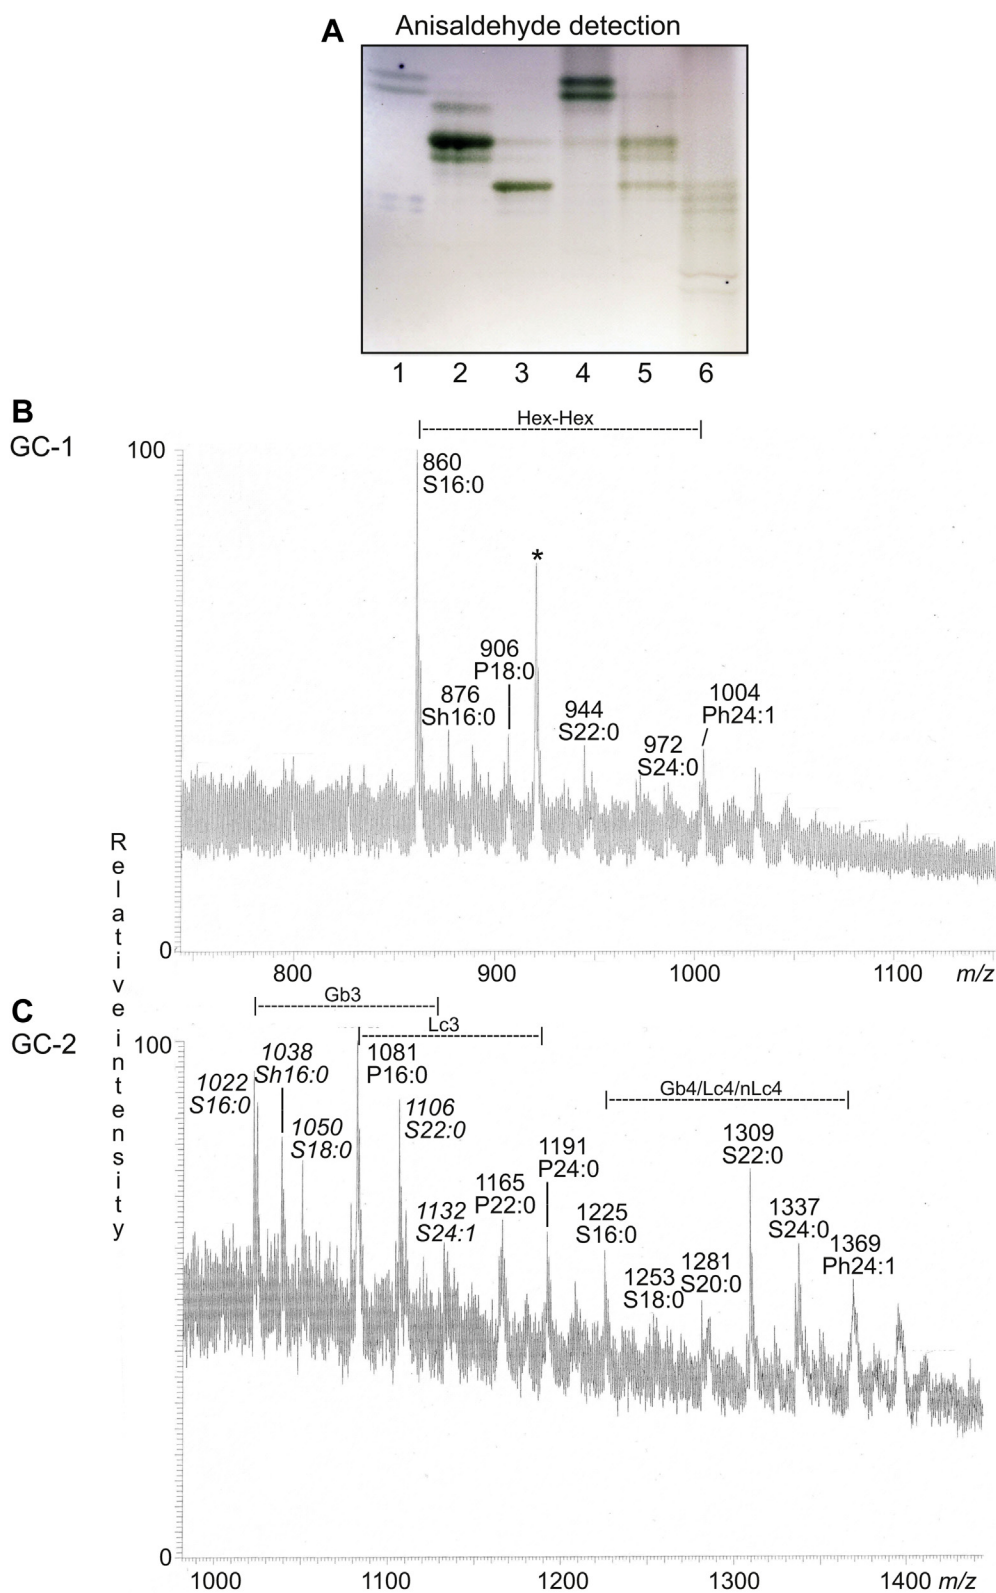 A
Anisaldehyde detection
1 2 3 4 5 6
B
GC-1
Hex-Hex
100
860
S16:0
*
906
P18:0
876
Sh16:0
944
S22:0
972
S24:0
1004
Ph24:1
0
800 900 1000 1100 m/z
Relative intensity
C
GC-2
Gb3
Lc3
Gb4/Lc4/nLc4
100
1022
S16:0
1038
Sh16:0
1050
S18:0
1081
P16:0
1106
S22:0
1132
S24:1
1165
P22:0
1191
P24:0
1225
S16:0
1253
S18:0
1281
S20:0
1309
S22:0
1337
S24:0
1369
Ph24:1
0
1000 1100 1200 1300 1400 m/z